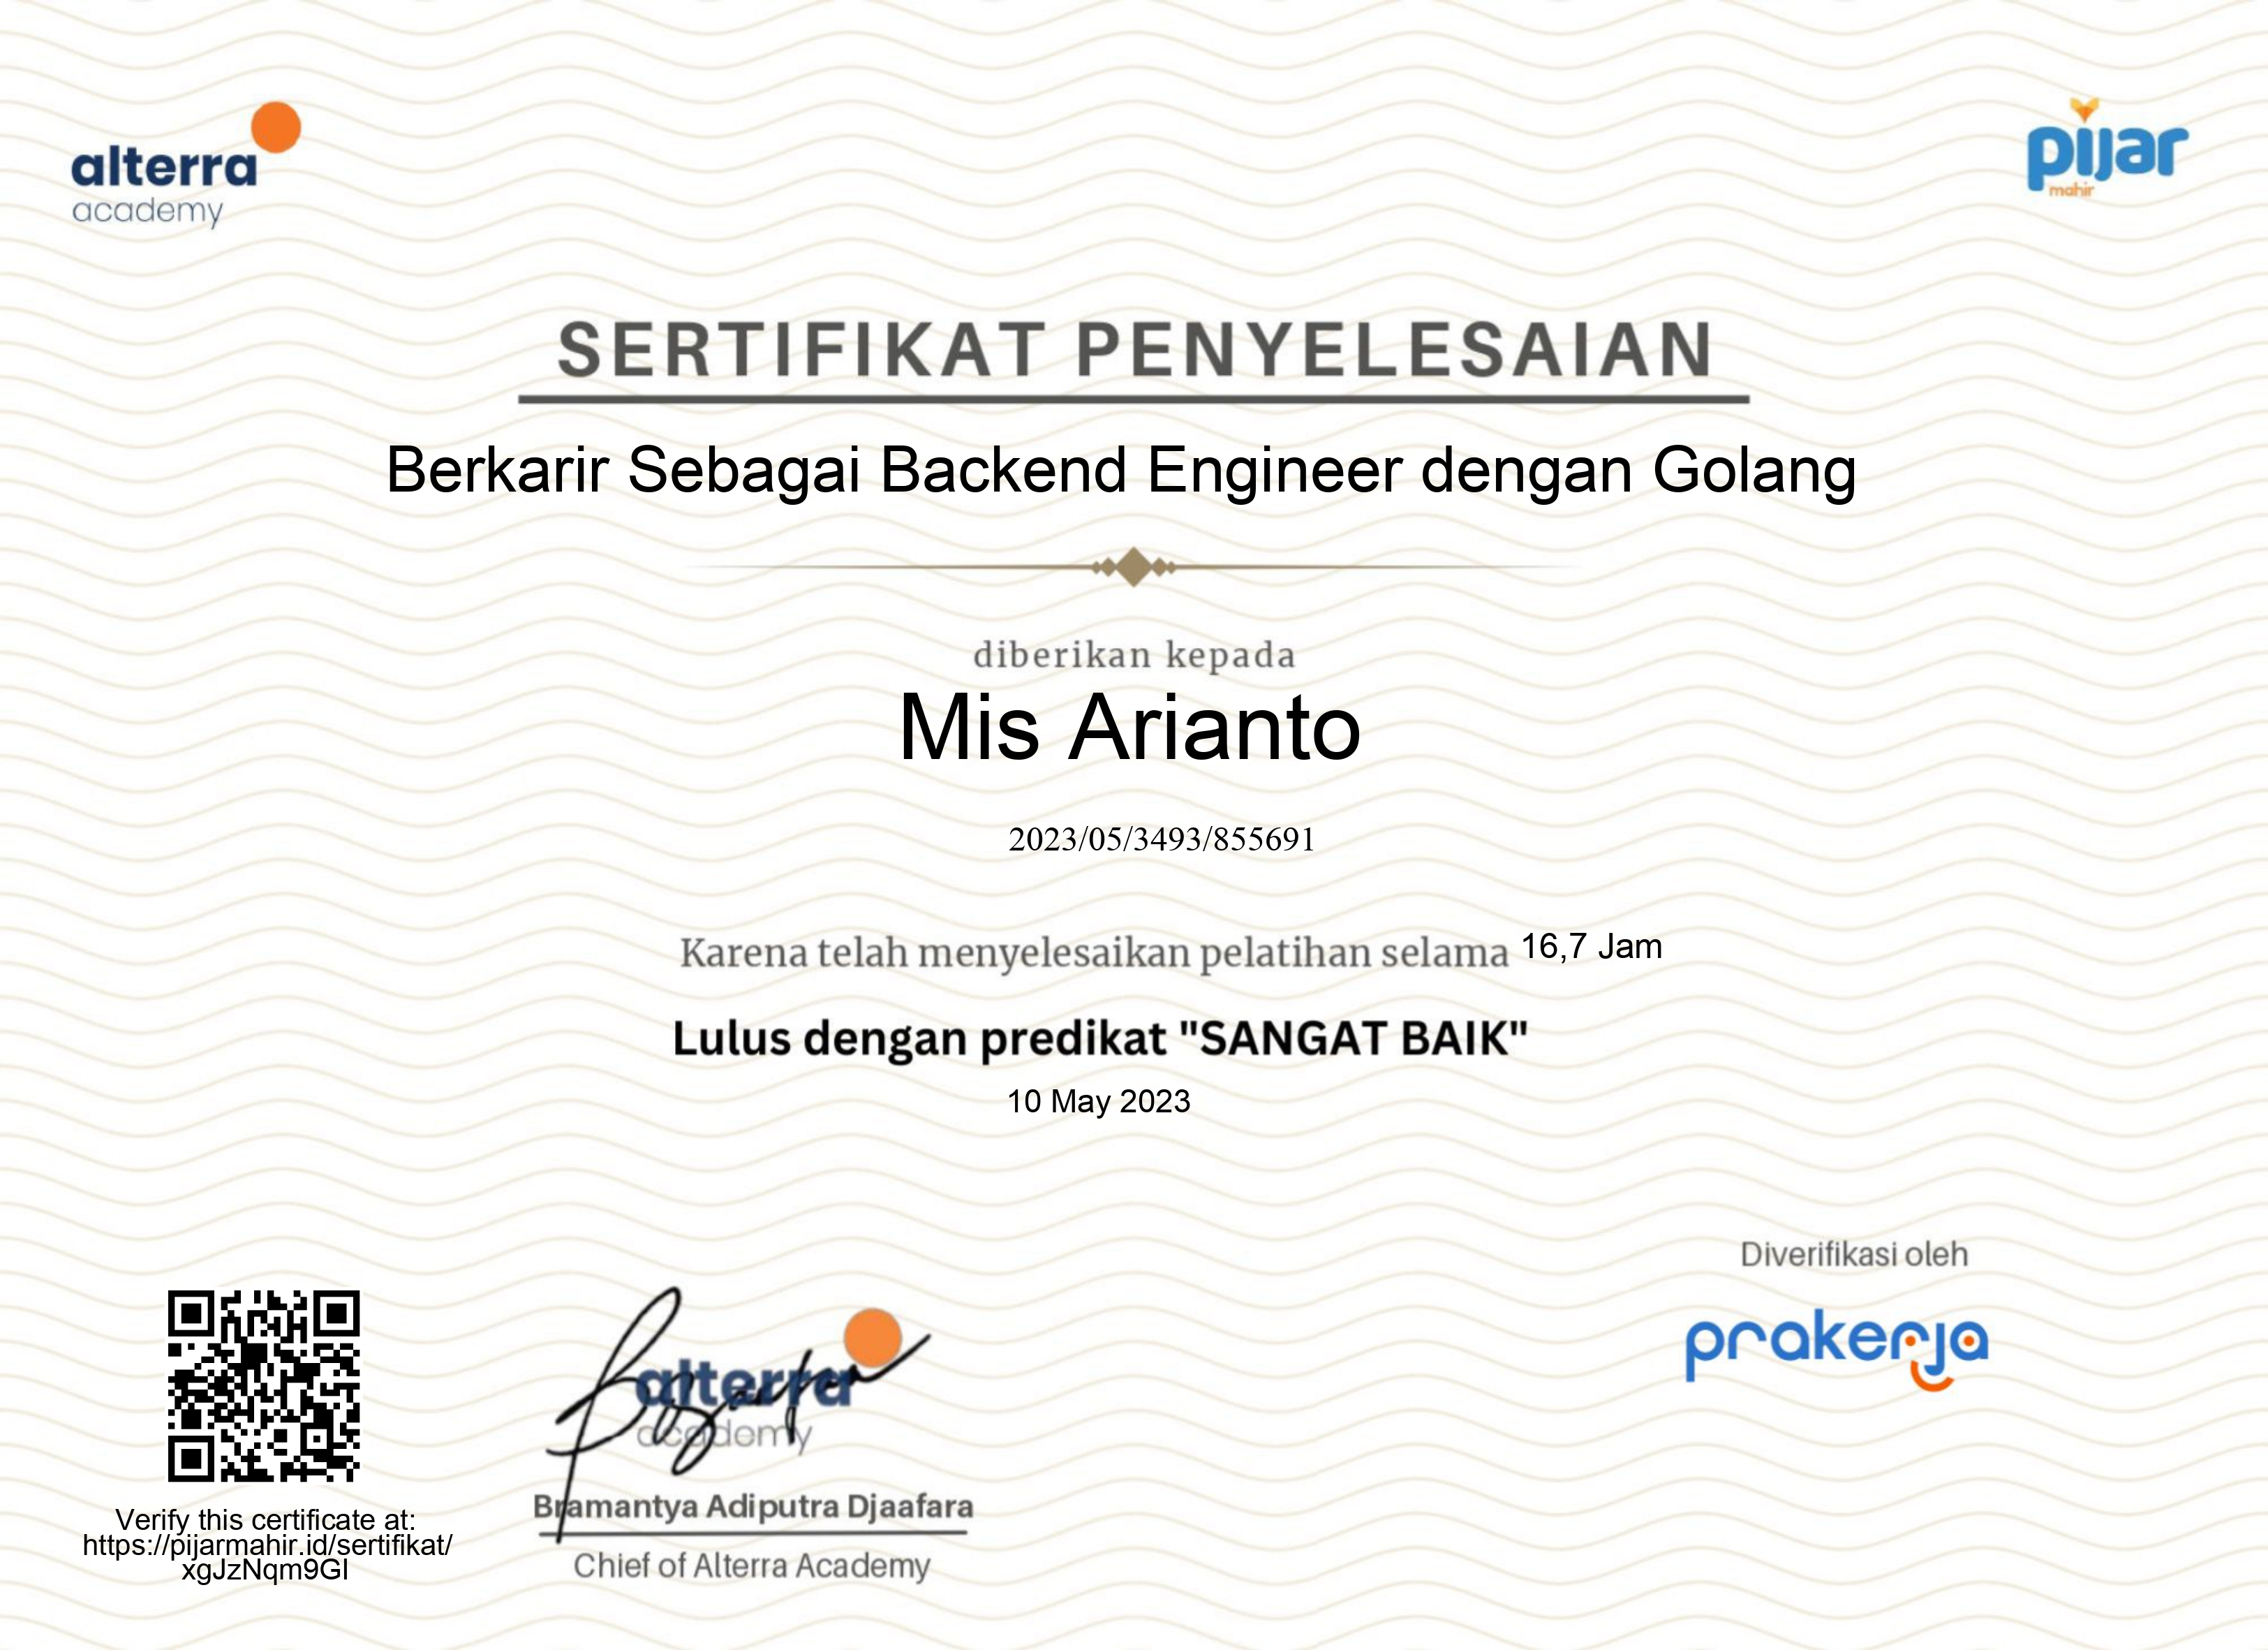 alterra
academy
pijar
mahir
SERTIFIKAT PENYELESAIAN
Berkarir Sebagai Backend Engineer dengan Golang
diberikan kepada
Mis Arianto
2023/05/3493/855691
Karena telah menyelesaikan pelatihan selama 16,7 Jam
Lulus dengan predikat "SANGAT BAIK"
10 May 2023
Diverifikasi oleh
prakerja
alterra
academy
Bramantya Adiputra Djaafara
Chief of Alterra Academy
Verify this certificate at:
https://pijarmahir.id/sertifikat/
xgJzNqm9GI